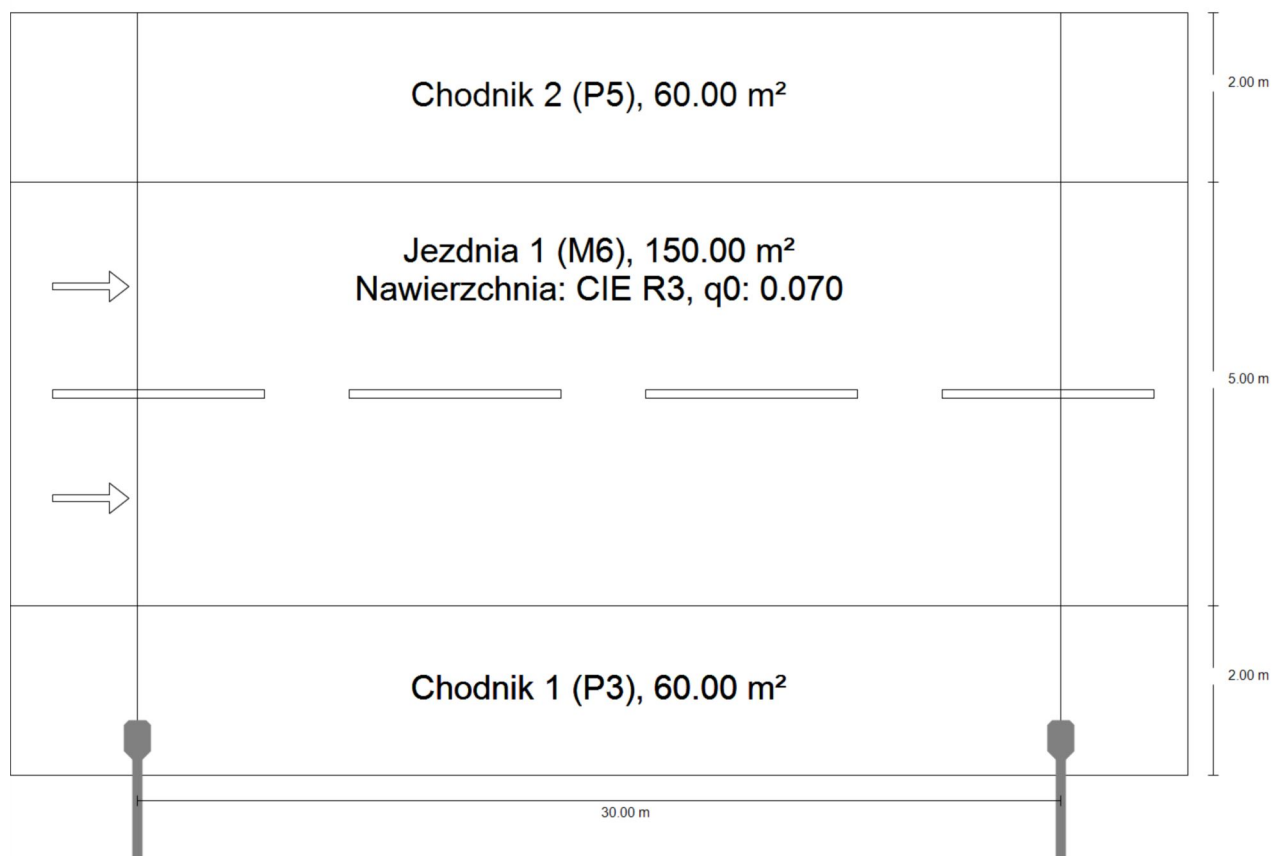 Chodnik 2 (P5), 60.00 m²
2.00 m
Jezdnia 1 (M6), 150.00 m²
Nawierzchnia: CIE R3, q0: 0.070
5.00 m
Chodnik 1 (P3), 60.00 m²
2.00 m
30.00 m